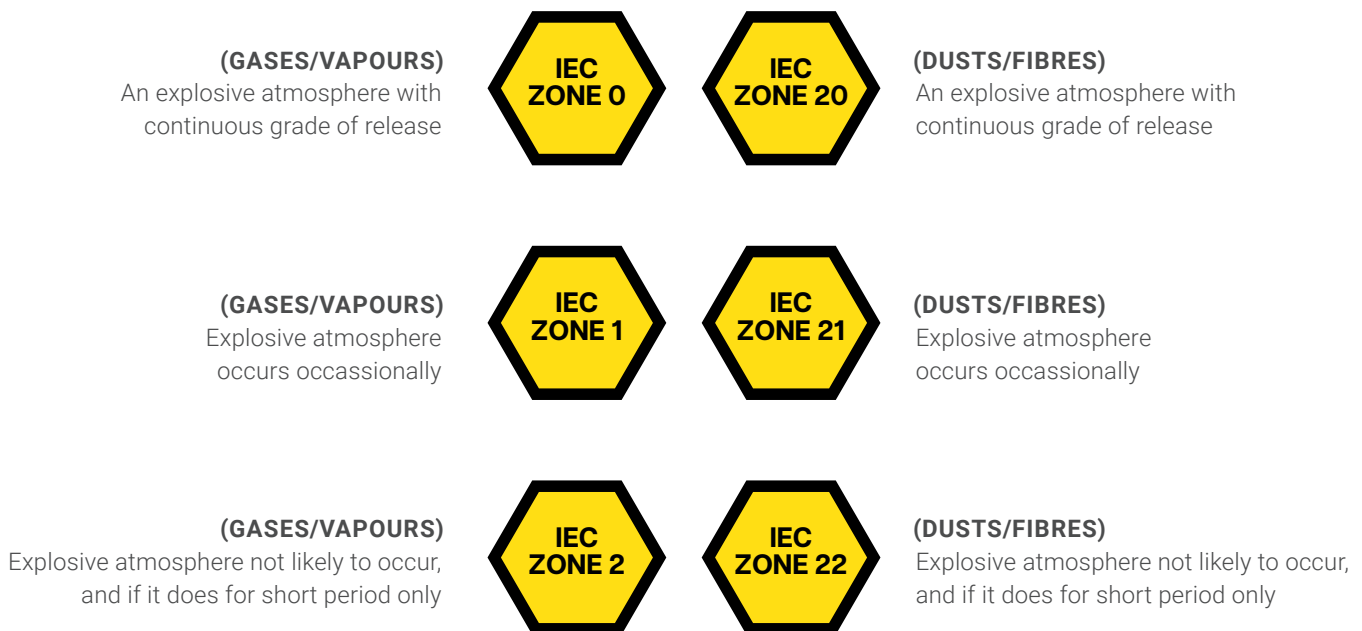 (GASES/VAPOURS)
An explosive atmosphere with
continuous grade of release
IEC
ZONE 0
IEC
ZONE 20
(DUSTS/FIBRES)
An explosive atmosphere with
continuous grade of release
(GASES/VAPOURS)
Explosive atmosphere
occurs occassionally
IEC
ZONE 1
IEC
ZONE 21
(DUSTS/FIBRES)
Explosive atmosphere
occurs occassionally
(GASES/VAPOURS)
Explosive atmosphere not likely to occur,
and if it does for short period only
IEC
ZONE 2
IEC
ZONE 22
(DUSTS/FIBRES)
Explosive atmosphere not likely to occur,
and if it does for short period only